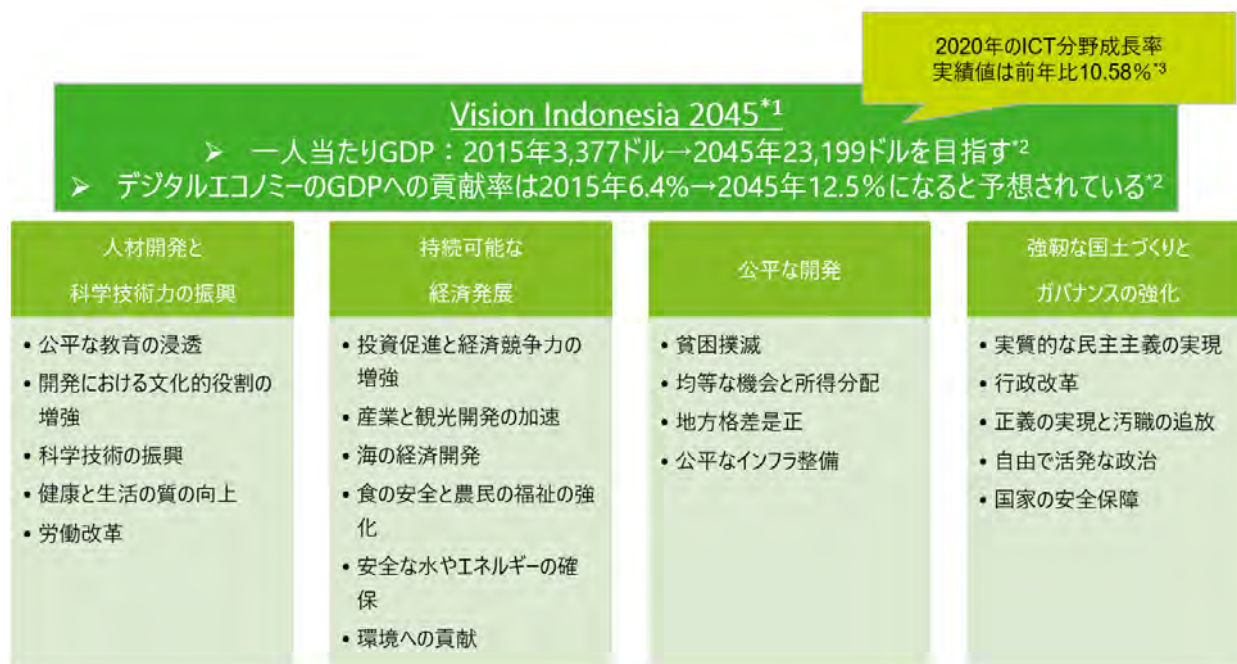 2020年のICT分野成長率
実績値は前年比10.58%*3
Vision Indonesia 2045*1
➢ 一人当たりGDP：2015年3,377ドル→2045年23,199ドルを目指す*2
➢ デジタルエコノミーのGDPへの貢献率は2015年6.4%→2045年12.5%になると予想されている*2
人材開発と
科学技術力の振興
• 公平な教育の浸透
• 開発における文化的役割の
増強
• 科学技術の振興
• 健康と生活の質の向上
• 労働改革
持続可能な
経済発展
• 投資促進と経済競争力の
増強
• 産業と観光開発の加速
• 海の経済開発
• 食の安全と農民の福祉の強
化
• 安全な水やエネルギーの確
保
• 環境への貢献
公平な開発
• 貧困撲滅
• 均等な機会と所得分配
• 地方格差是正
• 公平なインフラ整備
強靭な国土づくりと
ガバナンスの強化
• 実質的な民主主義の実現
• 行政改革
• 正義の実現と汚職の追放
• 自由で活発な政治
• 国家の安全保障